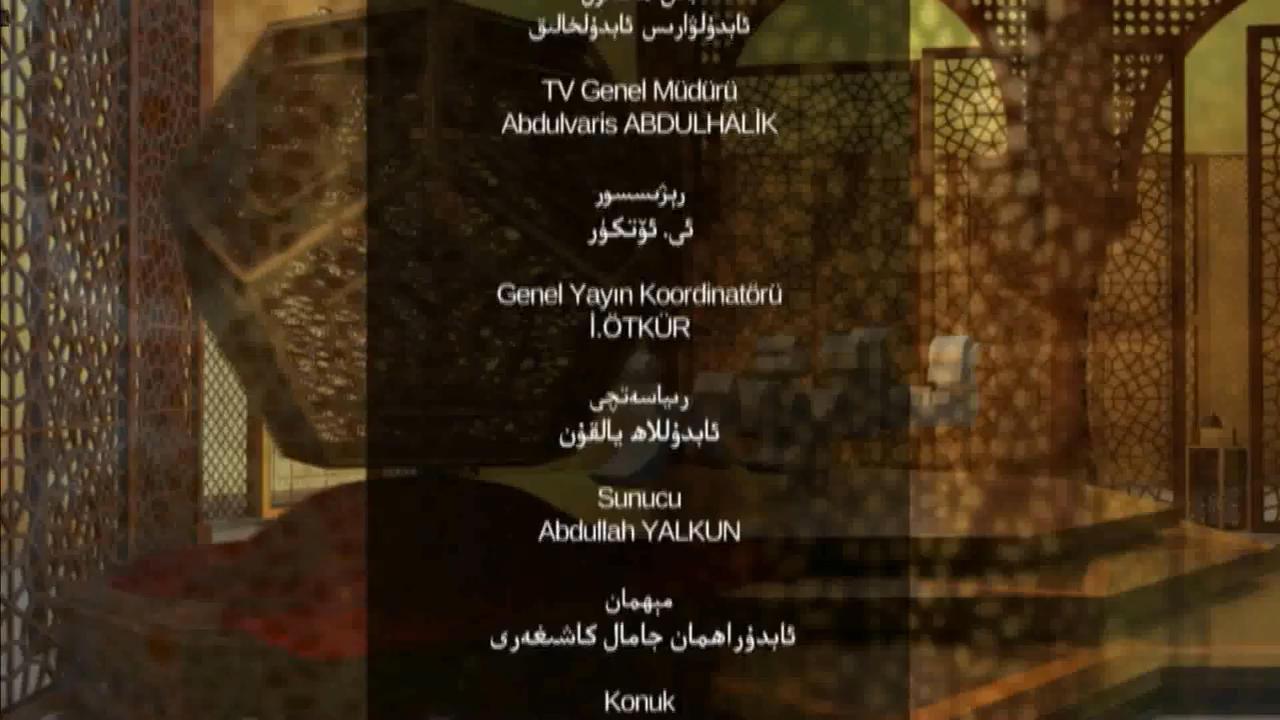 ئابدۇلۋارىس ئابدۇلخالىق
TV Genel Müdürü
Abdulvaris ABDULHALİK
رېژىسسور
ئى. ئۆتكۈر
Genel Yayın Koordinatörü
İ.ÖTKÜR
رىياسەتچى
ئابدۇللاھ يالقۇن
Sunucu
Abdullah YALKUN
مېھمان
ئابدۇراھمان جامال كاشىغەرى
Konuk